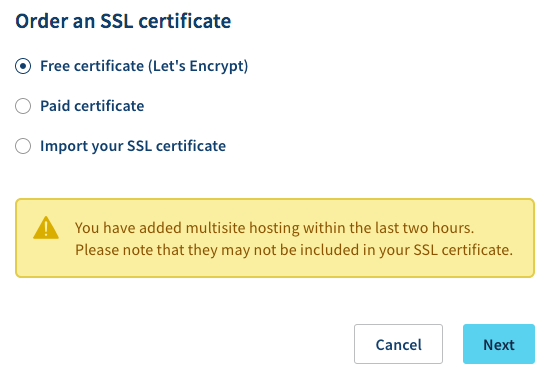 Order an SSL certificate
Free certificate (Let's Encrypt)
Paid certificate
Import your SSL certificate
You have added multisite hosting within the last two hours.
Please note that they may not be included in your SSL certificate.
Cancel
Next